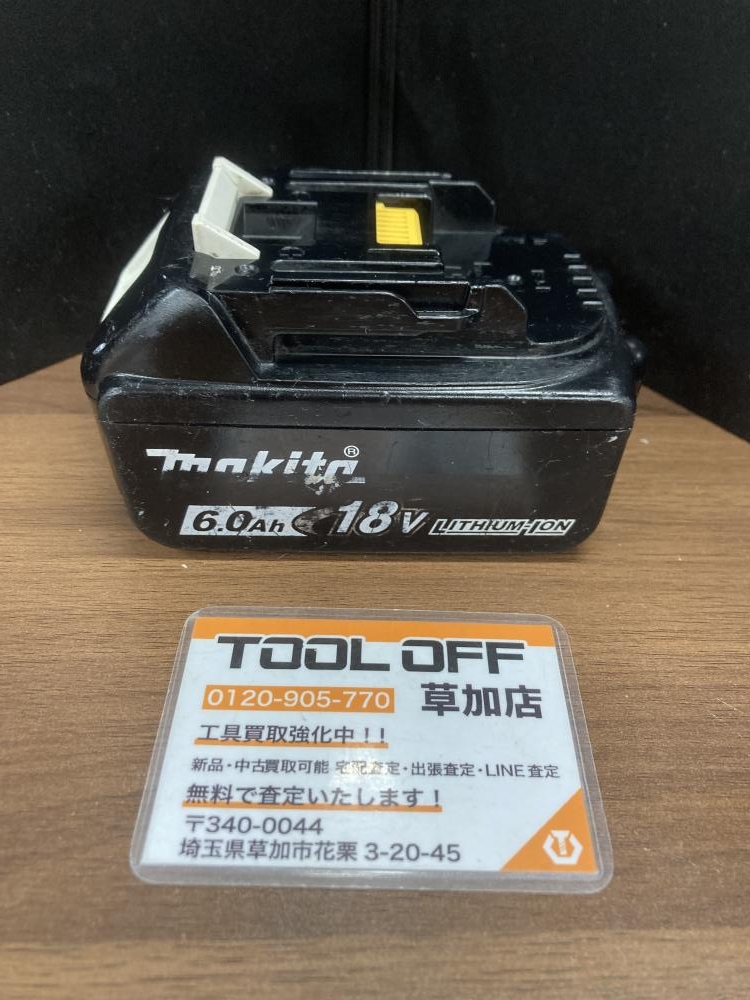 makita®
6.0Ah 18V LITHIUM-ION
TOOL OFF
0120-905-770 草加店
工具買取強化中！！
新品・中古買取可能 宅配査定・出張査定・LINE査定
無料で査定いたします！
〒340-0044
埼玉県草加市花栗 3-20-45